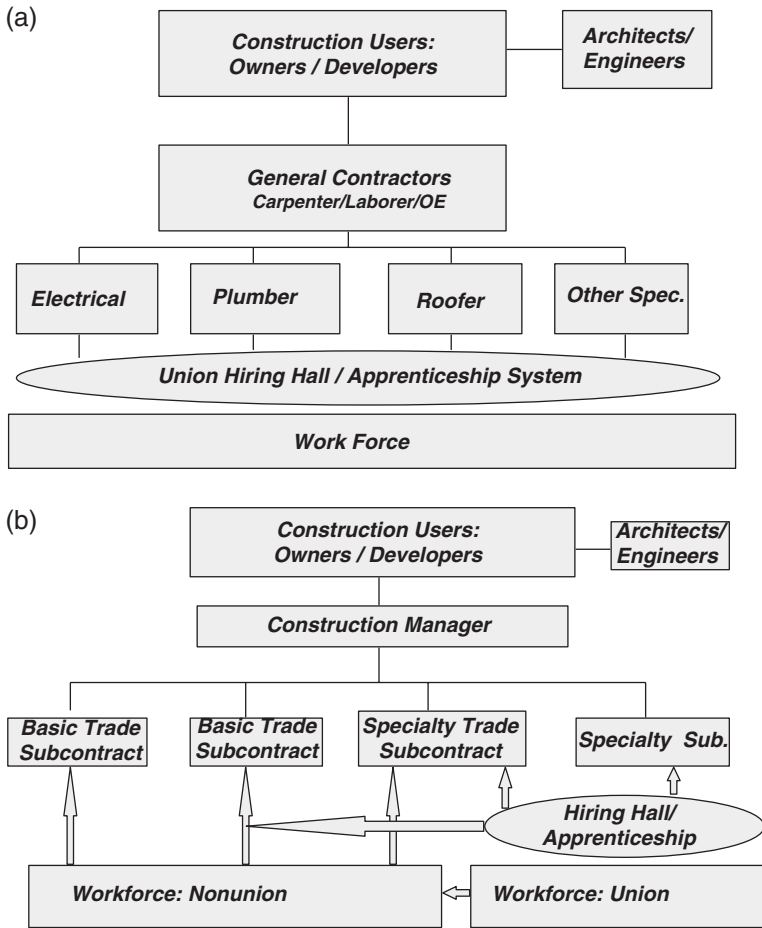 (a)
Construction Users:
Owners / Developers
Architects/
Engineers
General Contractors
Carpenter/Laborer/OE
Electrical
Plumber
Roofer
Other Spec.
Union Hiring Hall / Apprenticeship System
Work Force
(b)
Construction Users:
Owners / Developers
Architects/
Engineers
Construction Manager
Basic Trade
Subcontract
Basic Trade
Subcontract
Specialty Trade
Subcontract
Specialty Sub.
Hiring Hall/
Apprenticeship
Workforce: Nonunion
Workforce: Union